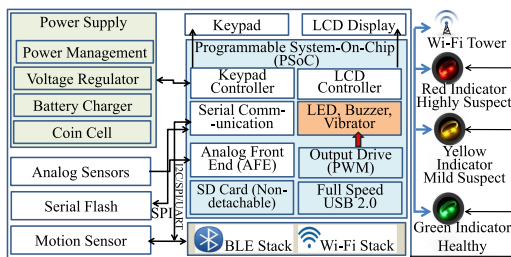 Power Supply
Power Management
Voltage Regulator
Battery Charger
Coin Cell
Analog Sensors
Serial Flash
Motion Sensor
SPI
I2C/SPI/UART
Keypad
LCD Display
Programmable System-On-Chip
(PSoC)
Keypad
Controller
LCD
Controller
Serial Comm-
unication
LED, Buzzer,
Vibrator
Analog Front
End (AFE)
Output Drive
(PWM)
SD Card (Non-
detachable)
Full Speed
USB 2.0
BLE Stack
Wi-Fi Stack
Wi-Fi Tower
Red Indicator
Highly Suspect
Yellow
Indicator
Mild Suspect
Green Indicator
Healthy